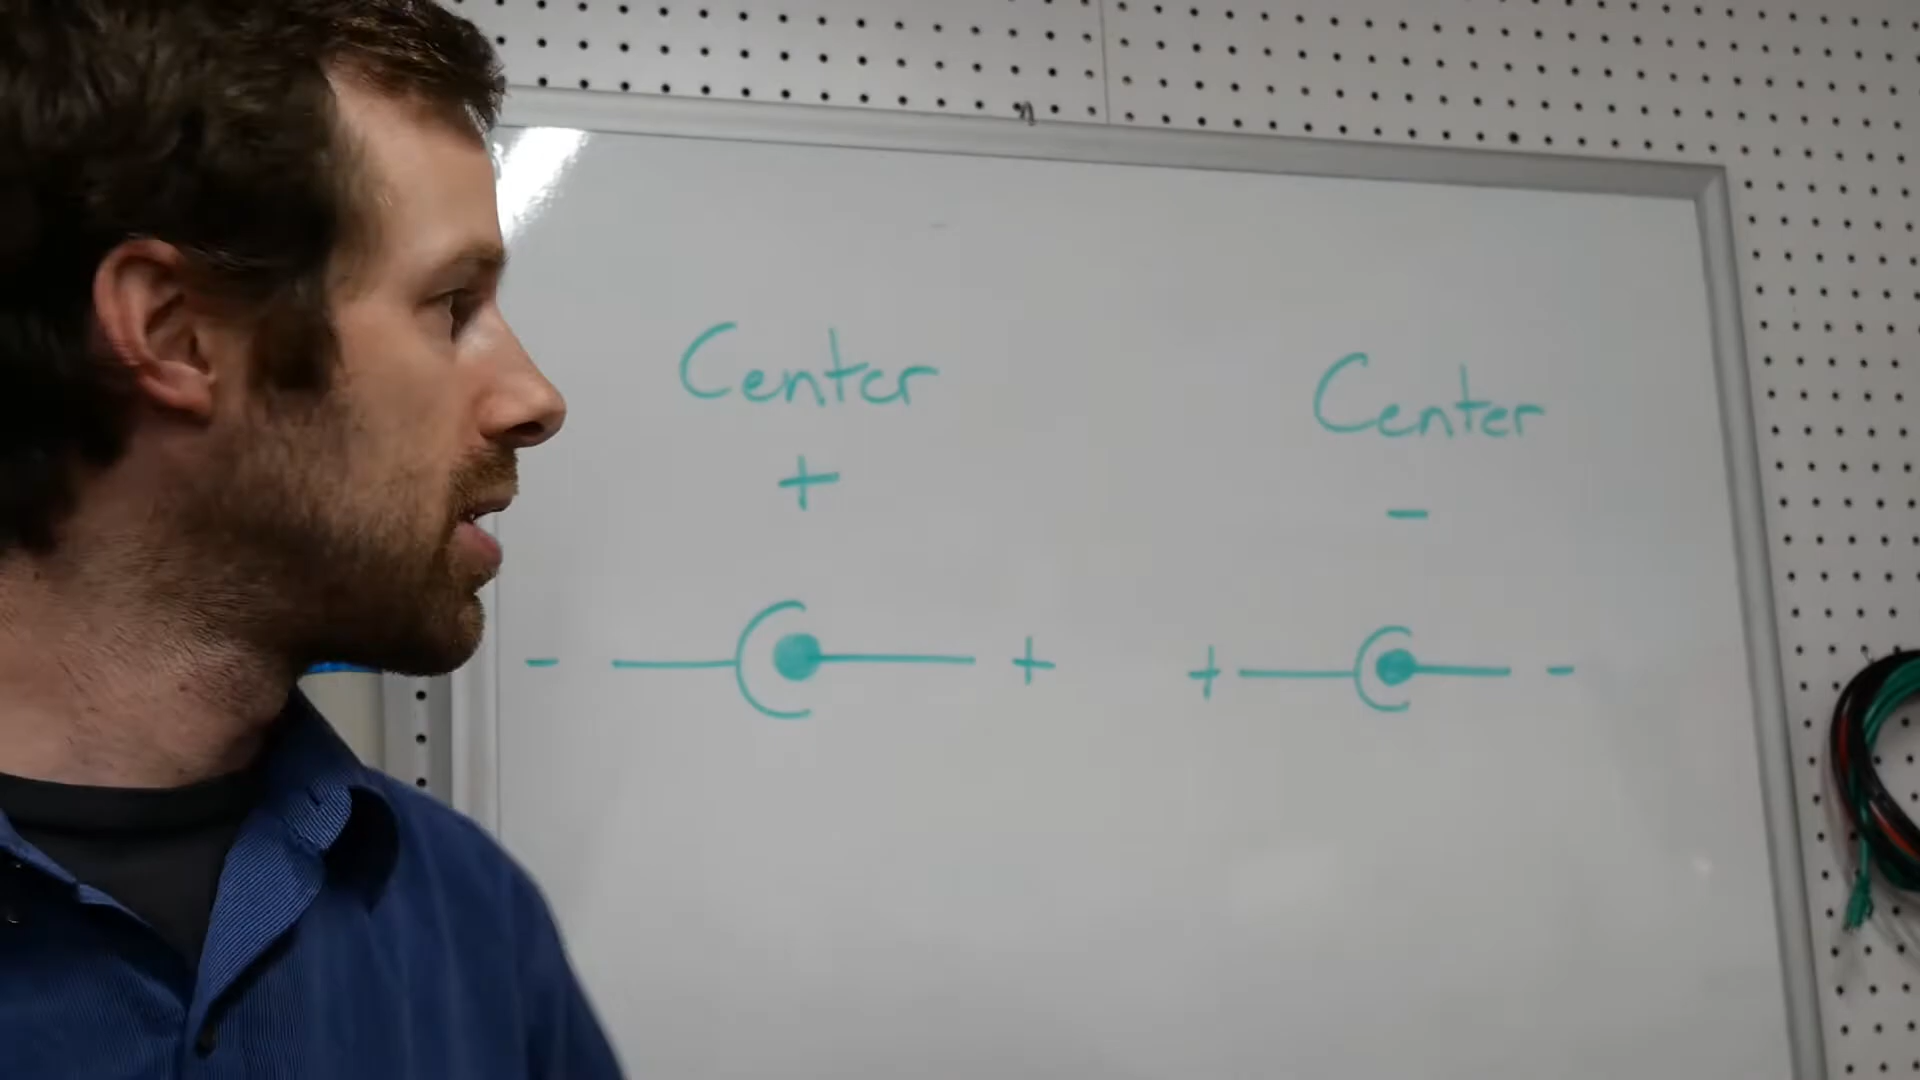 Center
+
- +
Center
-
+ -